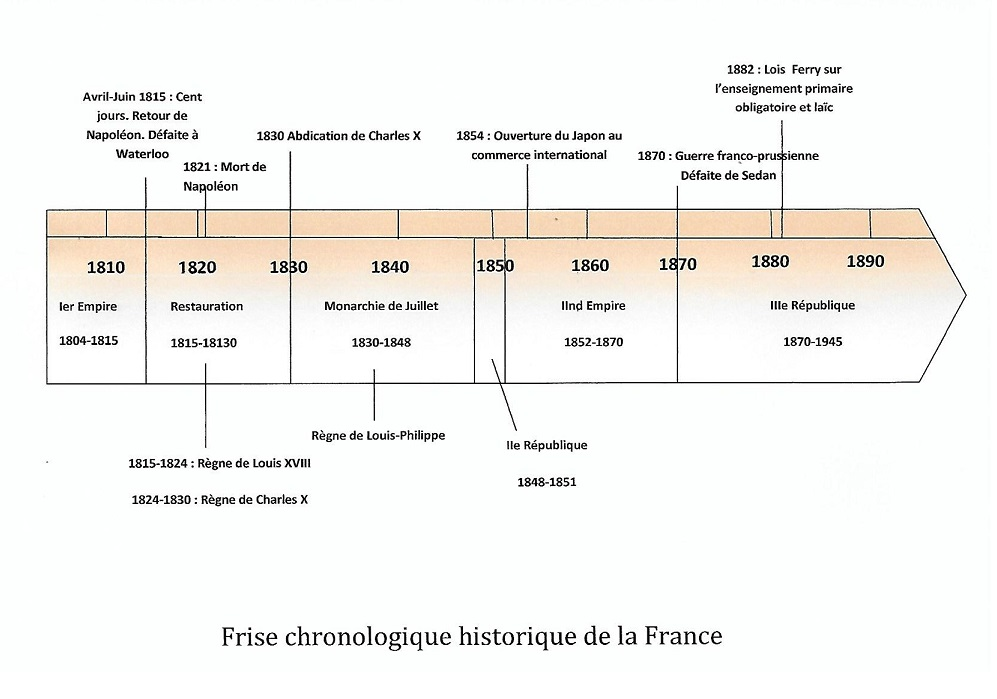 1882 : Lois Ferry sur
l'enseignement primaire
obligatoire et laïc
Avril-Juin 1815 : Cent
jours. Retour de
Napoléon. Défaite à
Waterloo
1821 : Mort de
Napoléon
1830 Abdication de Charles X
1854 : Ouverture du Japon au
commerce international
1870 : Guerre franco-prussienne
Défaite de Sedan
1810 1820 1830 1840 1850 1860 1870 1880 1890
Ier Empire Restauration Monarchie de Juillet IInd Empire IIIe République
1804-1815 1815-18130 1830-1848 1852-1870 1870-1945
Règne de Louis-Philippe
IIe République
1848-1851
1815-1824 : Règne de Louis XVIII
1824-1830 : Règne de Charles X
Frise chronologique historique de la France